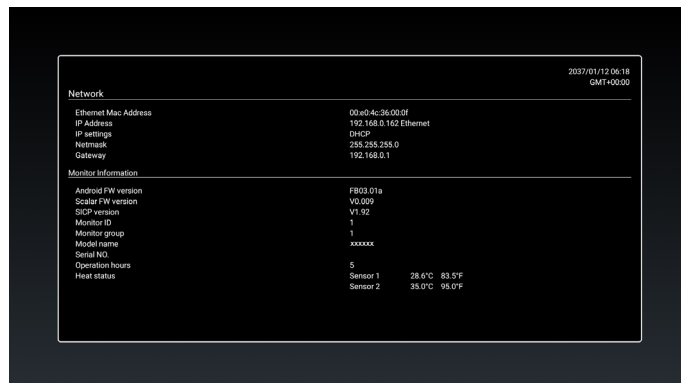 2037/01/12 06:18
GMT+00:00
Network
Ethernet Mac Address 00:e0:4c:36:00:0f
IP Address 192.168.0.162 Ethernet
IP settings DHCP
Netmask 255.255.255.0
Gateway 192.168.0.1
Monitor Information
Android FW version FB03.01a
Scalar FW version V0.009
SICP version V1.92
Monitor ID 1
Monitor group 1
Model name xxxxxx
Serial NO.
Operation hours 5
Heat status Sensor 1 28.6°C 83.5°F
Sensor 2 35.0°C 95.0°F